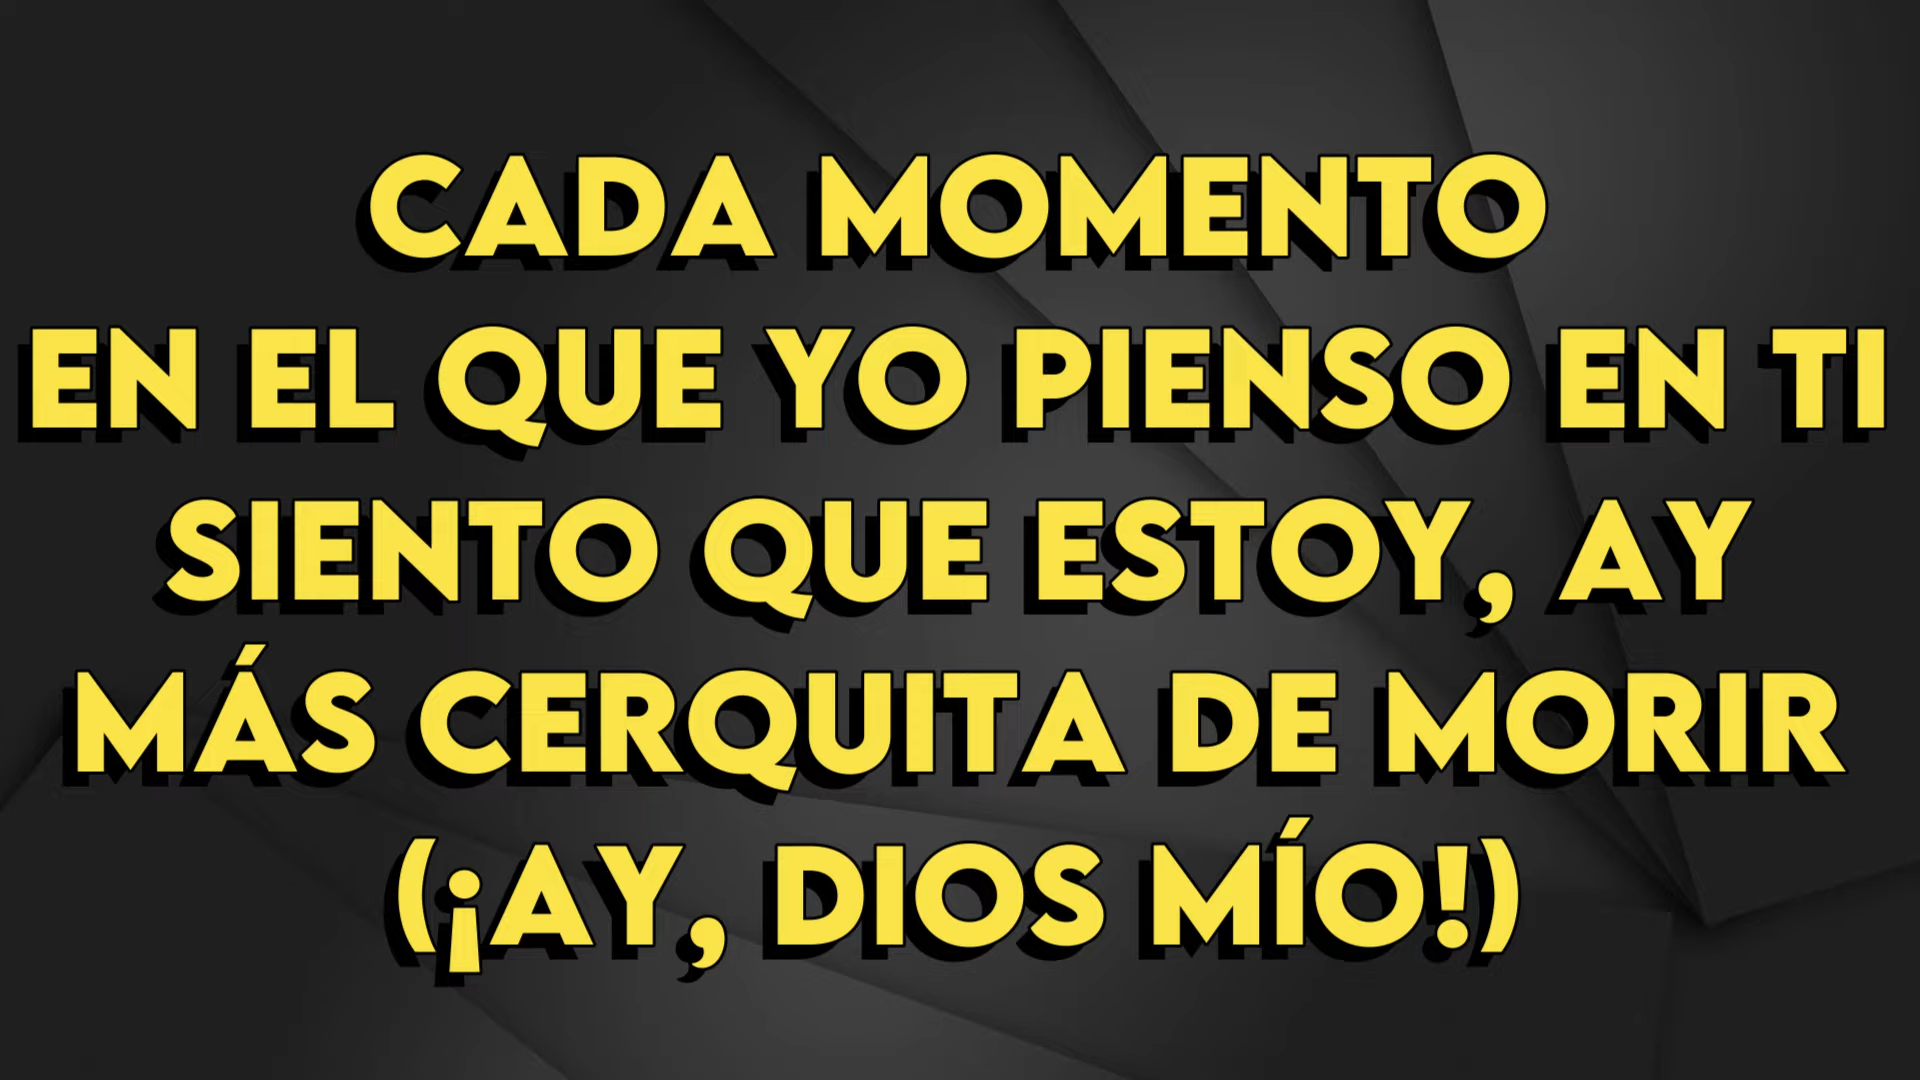 CADA MOMENTO
EN EL QUE YO PIENSO EN TI
SIENTO QUE ESTOY, AY
MÁS CERQUITA DE MORIR
(¡AY, DIOS MÍO!)